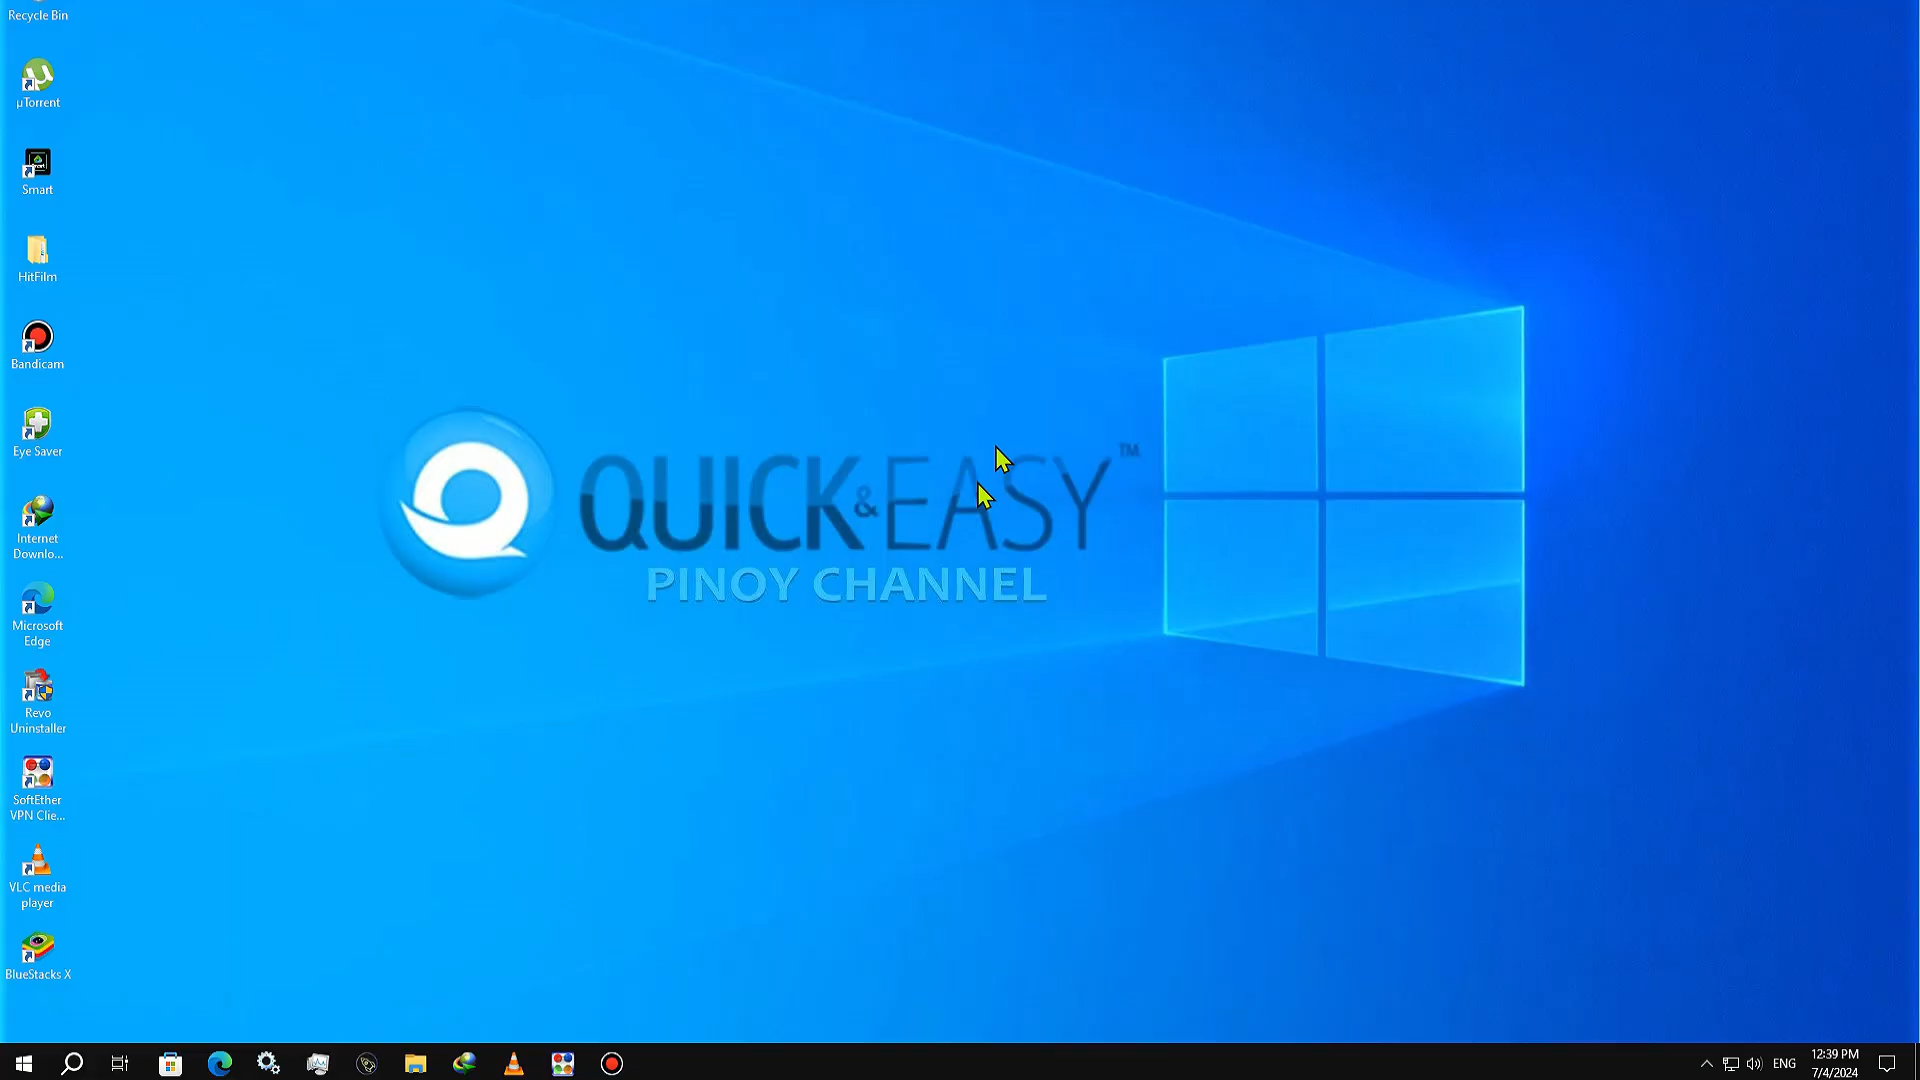 Recycle Bin
µTorrent
Smart
HitFilm
Bandicam
Eye Saver
Internet
Downlo...
Microsoft
Edge
Revo
Uninstaller
SoftEther
VPN Clie...
VLC media
player
BlueStacks X
QUICK&EASY™
PINOY CHANNEL
ENG
12:39 PM
7/4/2024